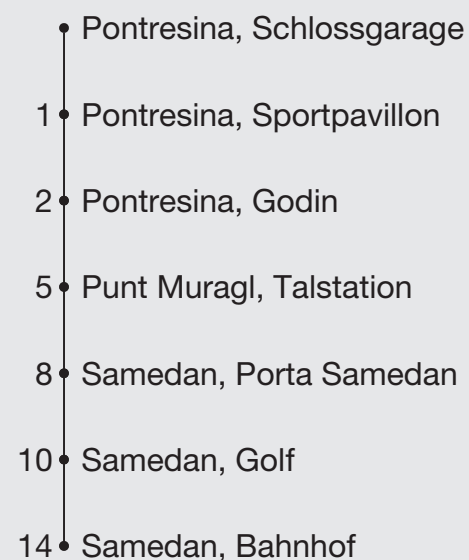 Pontresina, Schlossgarage
1 Pontresina, Sportpavillon
2 Pontresina, Godin
5 Punt Muragl, Talstation
8 Samedan, Porta Samedan
10 Samedan, Golf
14 Samedan, Bahnhof